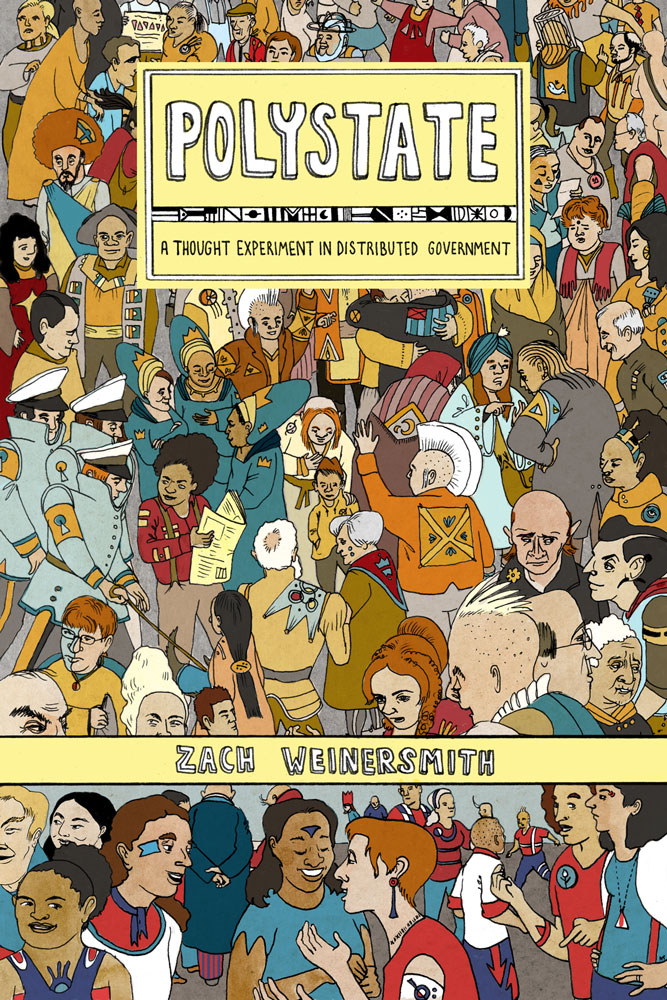 POLYSTATE
A THOUGHT EXPERIMENT IN DISTRIBUTED GOVERNMENT
ZACH WEINERSMITH